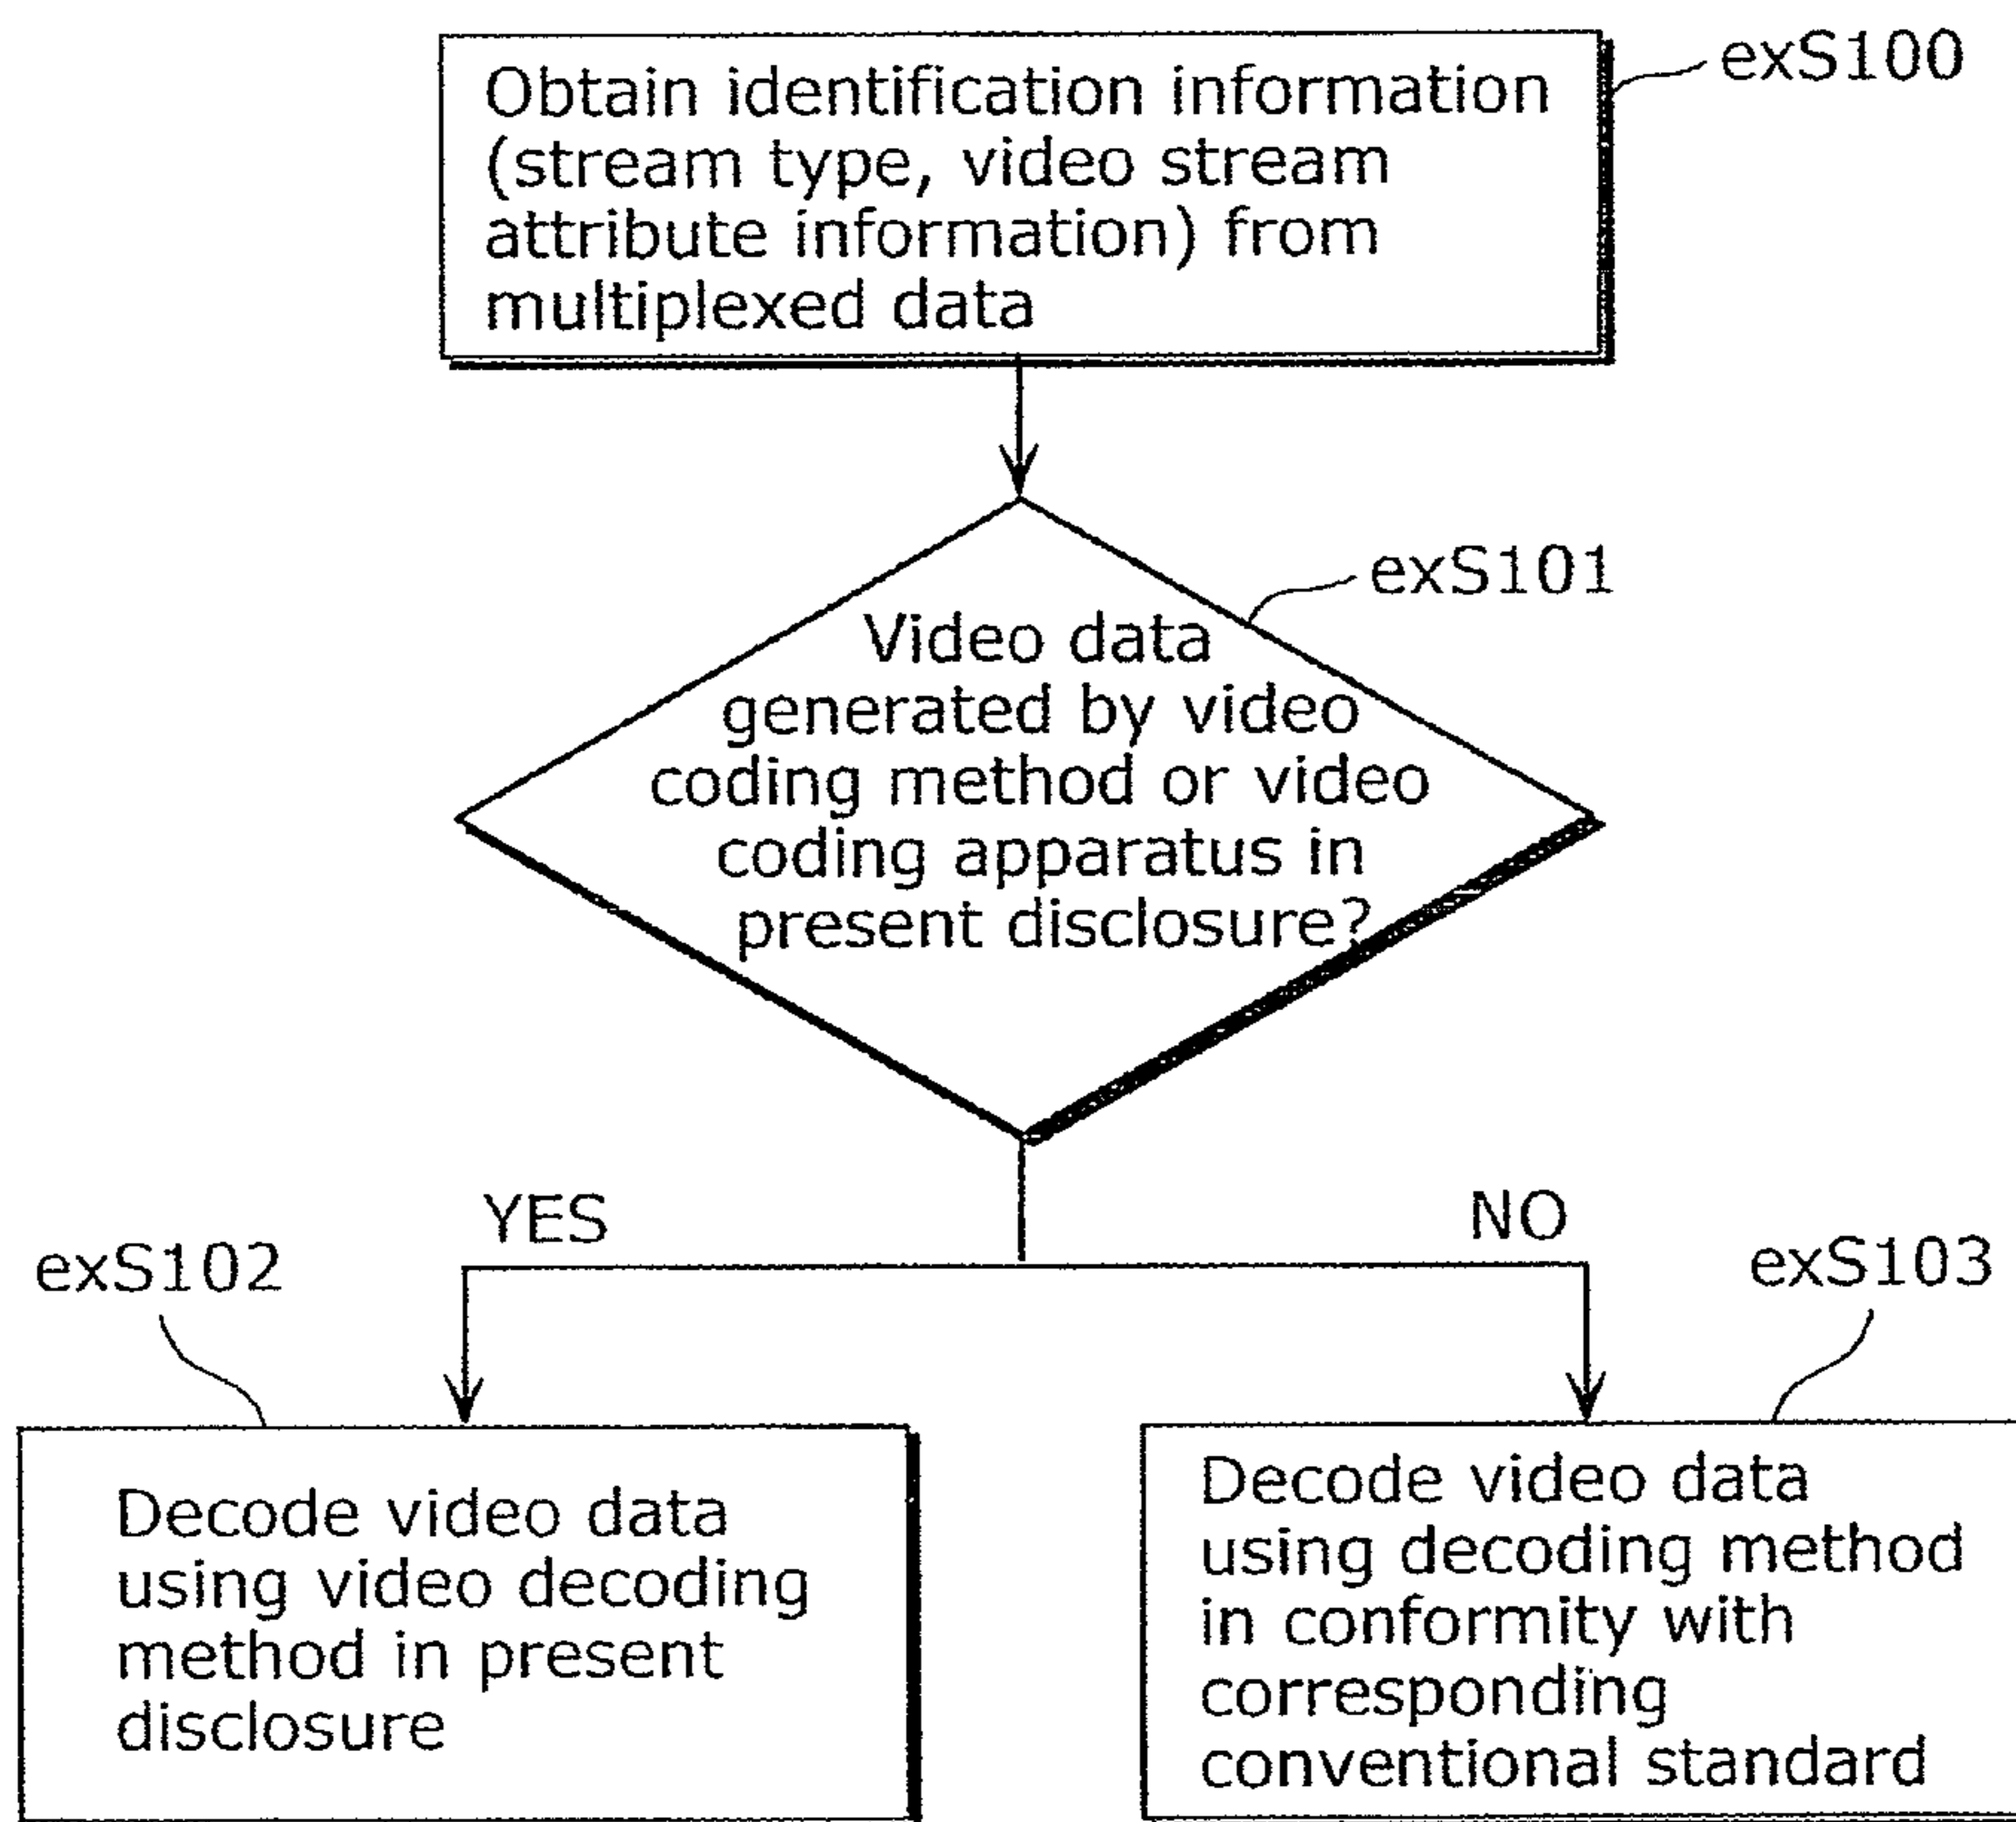 exS100
Obtain identification information
(stream type, video stream
attribute information) from
multiplexed data
exS101
Video data
generated by video
coding method or video
coding apparatus in
present disclosure?
YES
NO
exS102
exS103
Decode video data
using video decoding
method in present
disclosure
Decode video data
using decoding method
in conformity with
corresponding
conventional standard